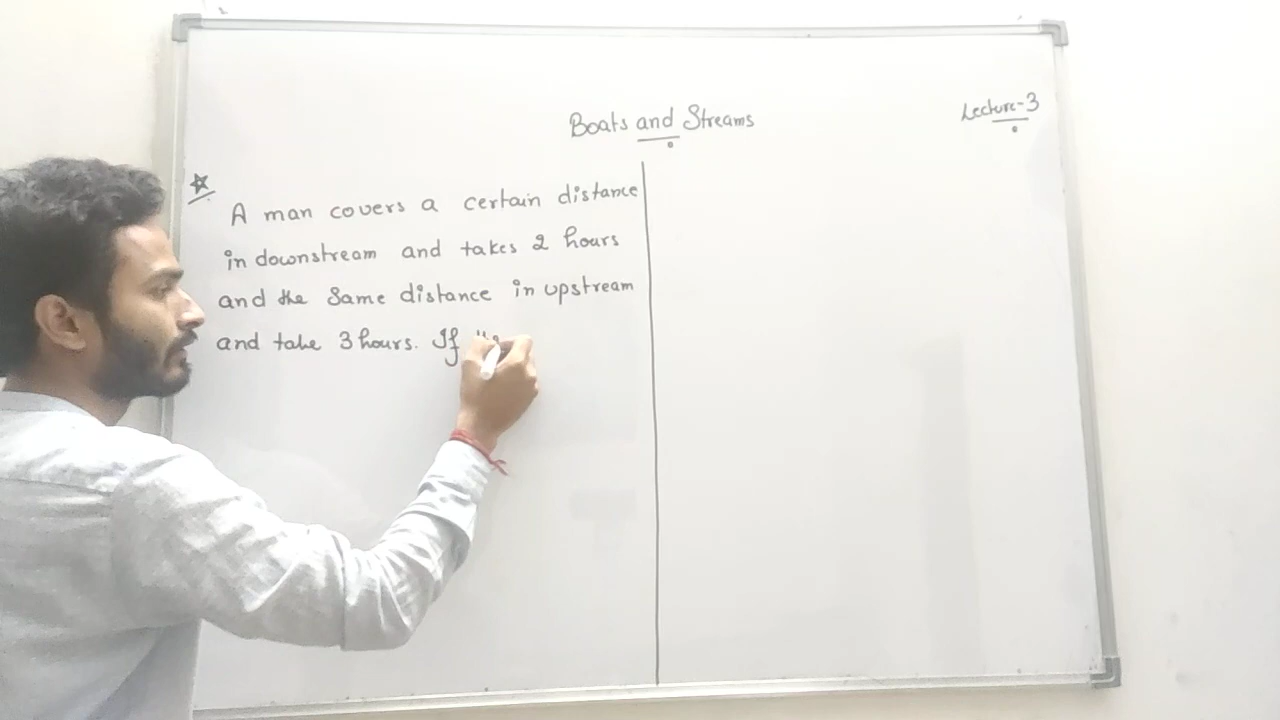 Boats and Streams
Lecture-3
A man covers a certain distance
in downstream and takes 2 hours
and the same distance in upstream
and take 3 hours. If